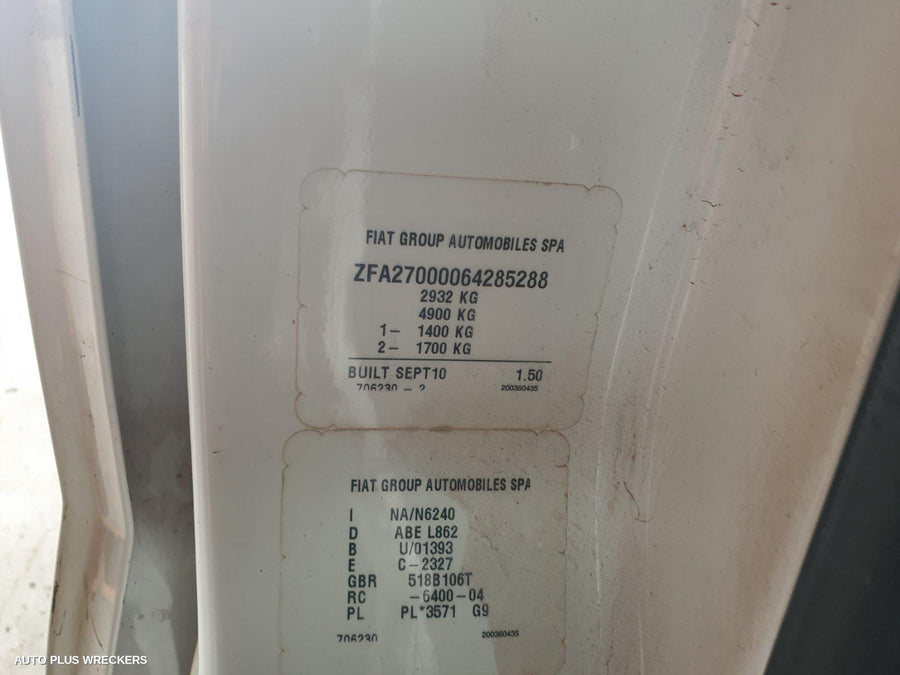 FIAT GROUP AUTOMOBILES SPA
ZFA27000064285288
2932 KG
4900 KG
1– 1400 KG
2– 1700 KG
BUILT SEPT10 1.50
706230 – 2 200360435
FIAT GROUP AUTOMOBILES SPA
I NA/N6240
D ABE L862
B U/01393
E C–2327
GBR 518B106T
RC –6400–04
PL PL*3571 G9
706230 200360435
AUTO PLUS WRECKERS